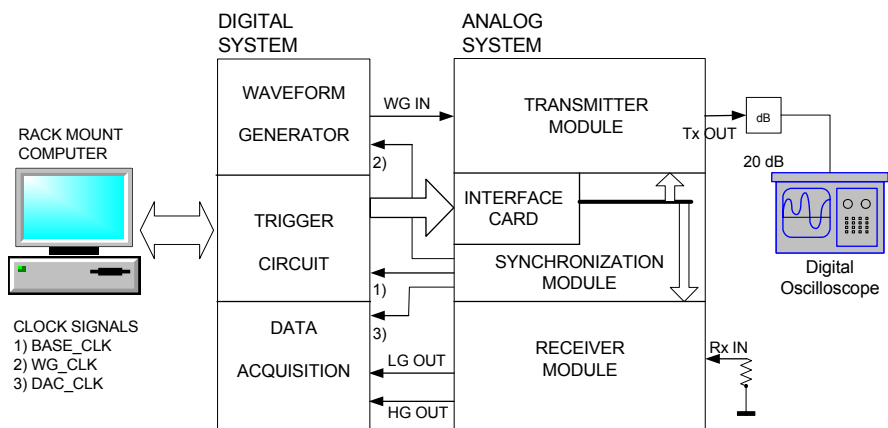 DIGITAL
SYSTEM
ANALOG
SYSTEM
WAVEFORM
GENERATOR
WG IN
TRANSMITTER
MODULE
Tx OUT
dB
20 dB
RACK MOUNT
COMPUTER
2)
INTERFACE
CARD
TRIGGER
CIRCUIT
SYNCHRONIZATION
MODULE
1)
Digital
Oscilloscope
CLOCK SIGNALS
1) BASE_CLK
2) WG_CLK
3) DAC_CLK
3)
DATA
ACQUISITION
LG OUT
HG OUT
RECEIVER
MODULE
Rx IN